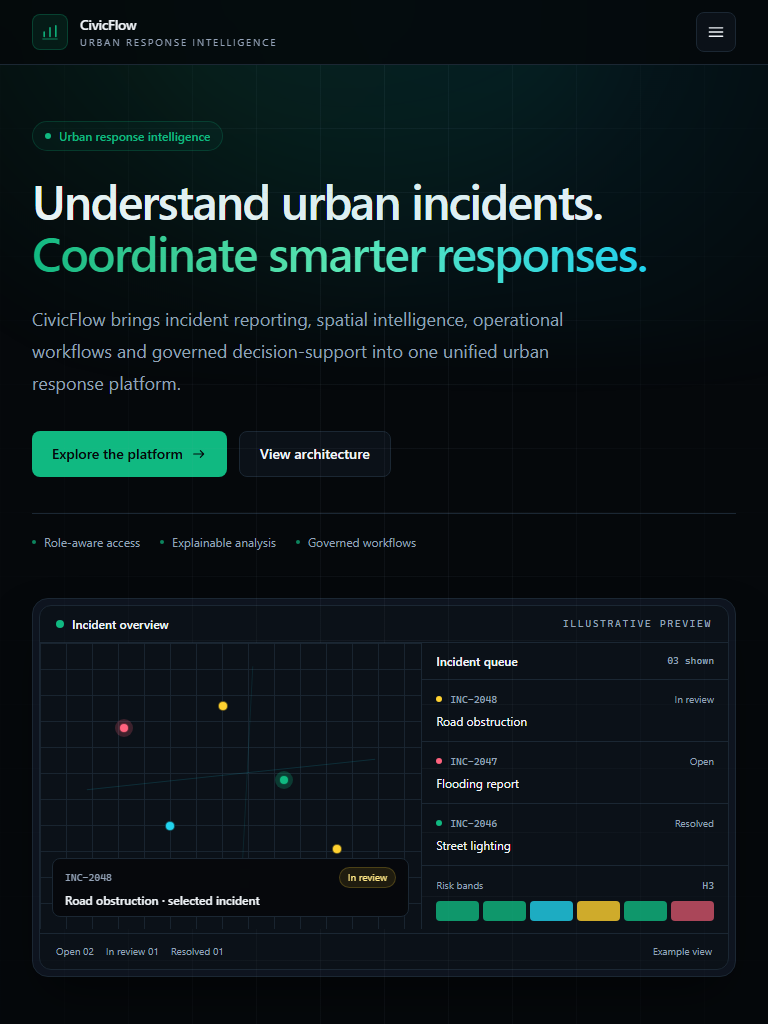 CivicFlow
URBAN RESPONSE INTELLIGENCE
Urban response intelligence
Understand urban incidents.
Coordinate smarter responses.
CivicFlow brings incident reporting, spatial intelligence, operational
workflows and governed decision-support into one unified urban
response platform.
Explore the platform →
View architecture
Role-aware access
Explainable analysis
Governed workflows
Incident overview
ILLUSTRATIVE PREVIEW
INC-2048
In review
Road obstruction · selected incident
Incident queue
03 shown
INC-2048
In review
Road obstruction
INC-2047
Open
Flooding report
INC-2046
Resolved
Street lighting
Risk bands
H3
Open 02
In review 01
Resolved 01
Example view